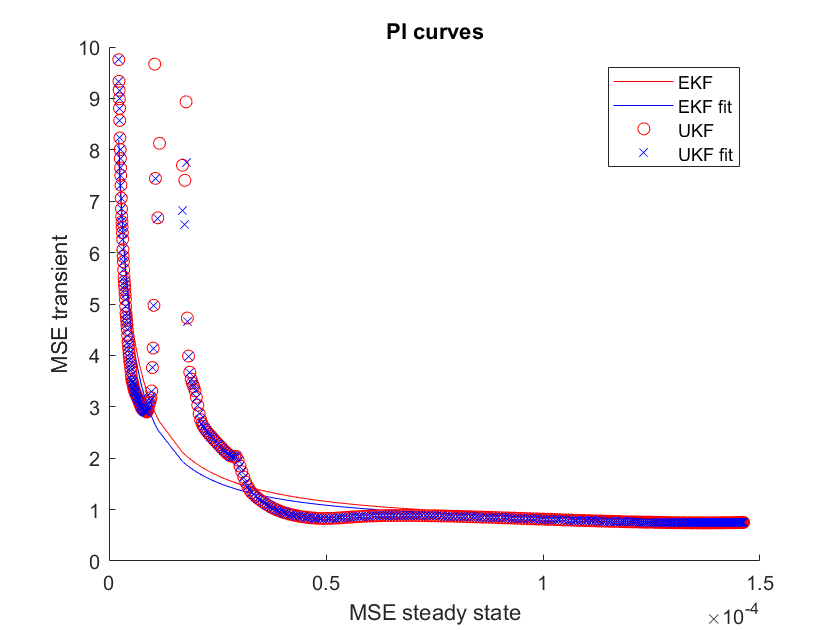 PI curves
10
9
8
7
6
5
4
3
2
1
0
MSE transient
EKF
EKF fit
UKF
UKF fit
0 0.5 1 1.5
MSE steady state
×10^-4